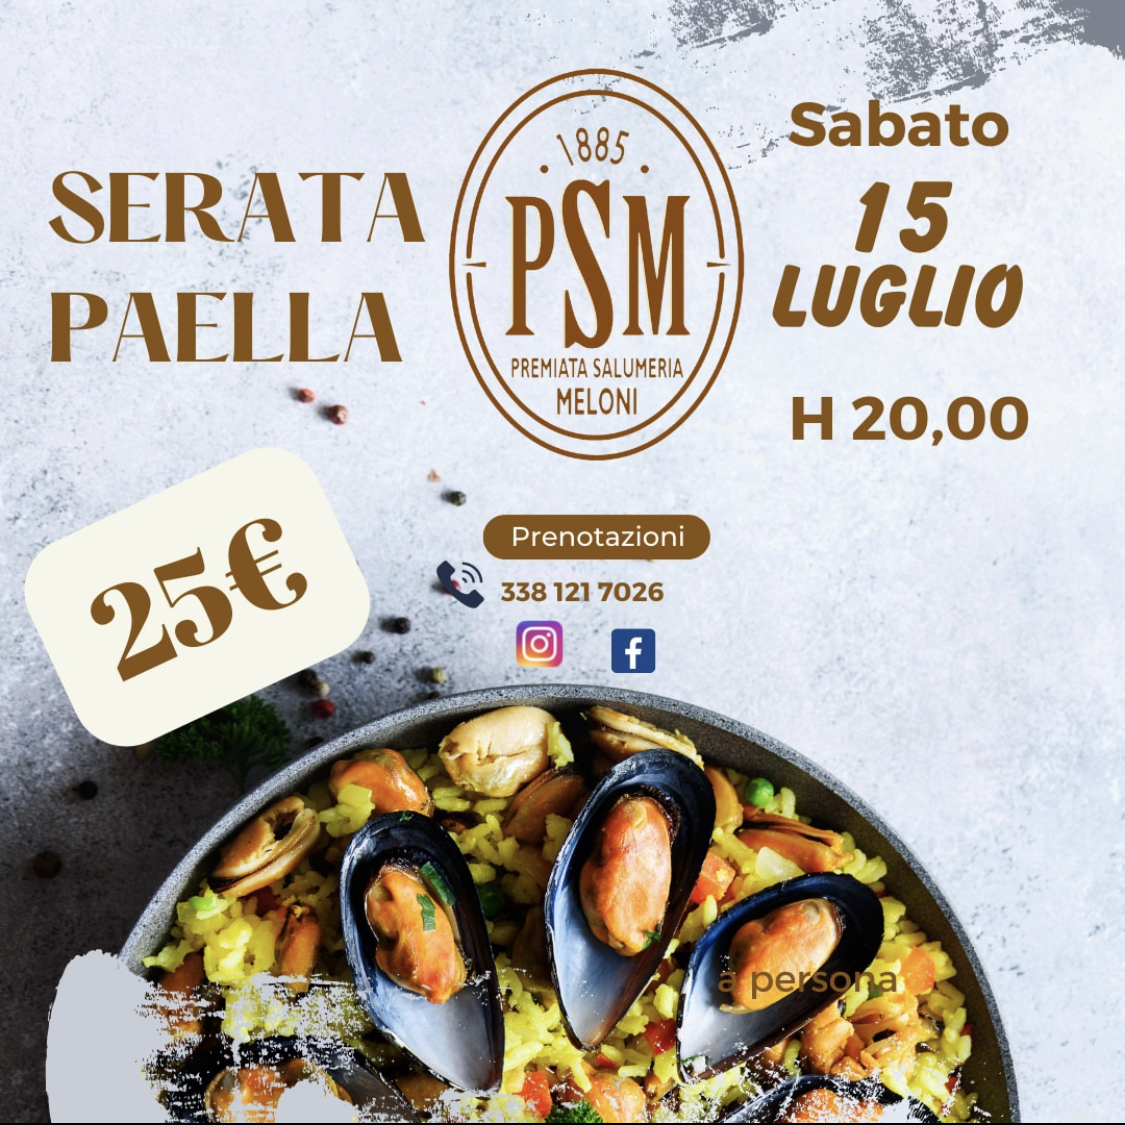 SERATA
PAELLA
1885
PSM
PREMIATA SALUMERIA
MELONI
Sabato
15
LUGLIO
H 20,00
25€
Prenotazioni
338 121 7026
a persona